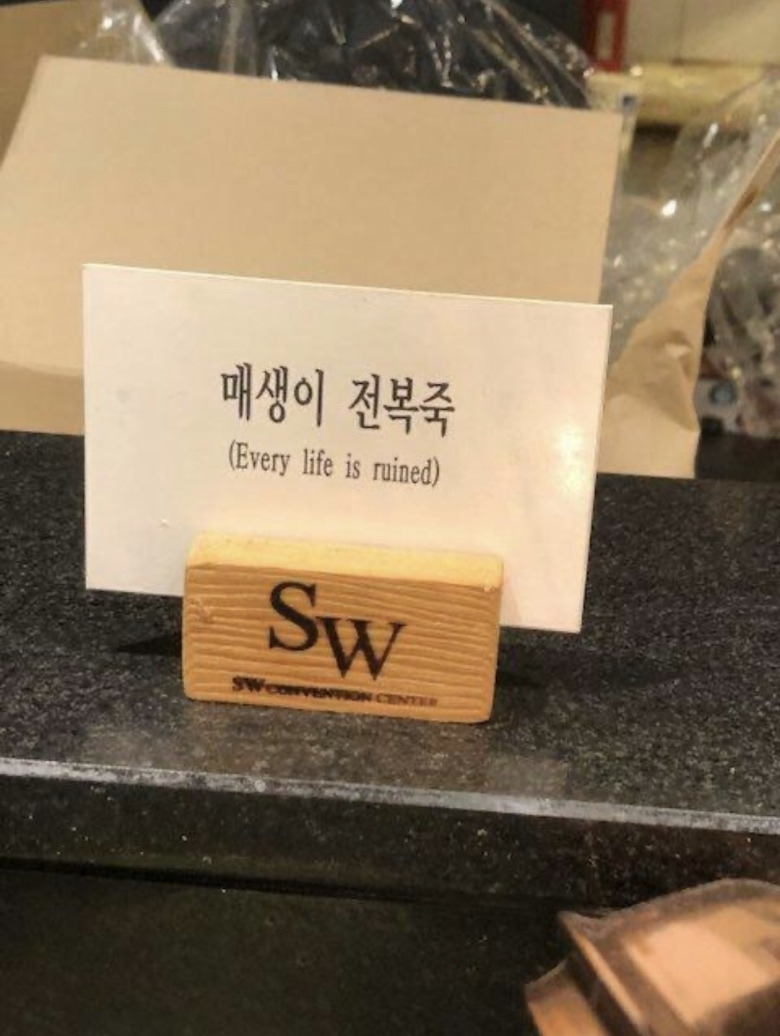 매생이 전복죽
(Every life is ruined)
SW
SW CONVENTION CENTER